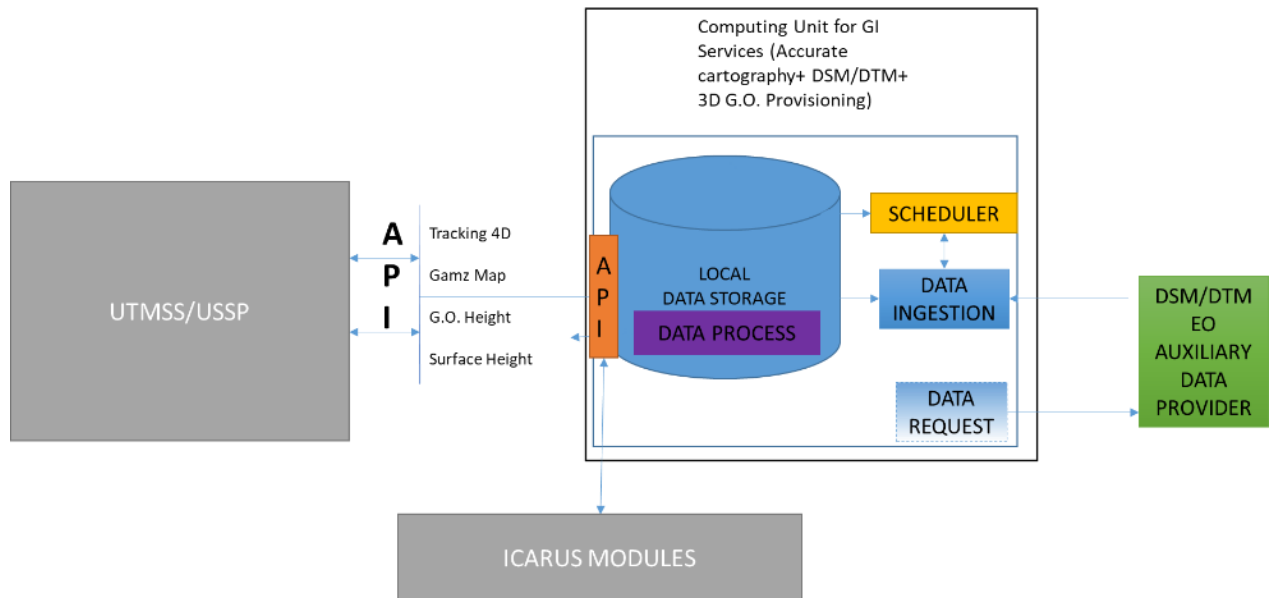 Computing Unit for GI
Services (Accurate
cartography+ DSM/DTM+
3D G.O. Provisioning)
UTMSS/USSP
A
P
I
Tracking 4D
Gamz Map
G.O. Height
Surface Height
A
P
I
LOCAL
DATA STORAGE
DATA PROCESS
SCHEDULER
DATA
INGESTION
DATA
REQUEST
DSM/DTM
EO
AUXILIARY
DATA
PROVIDER
ICARUS MODULES